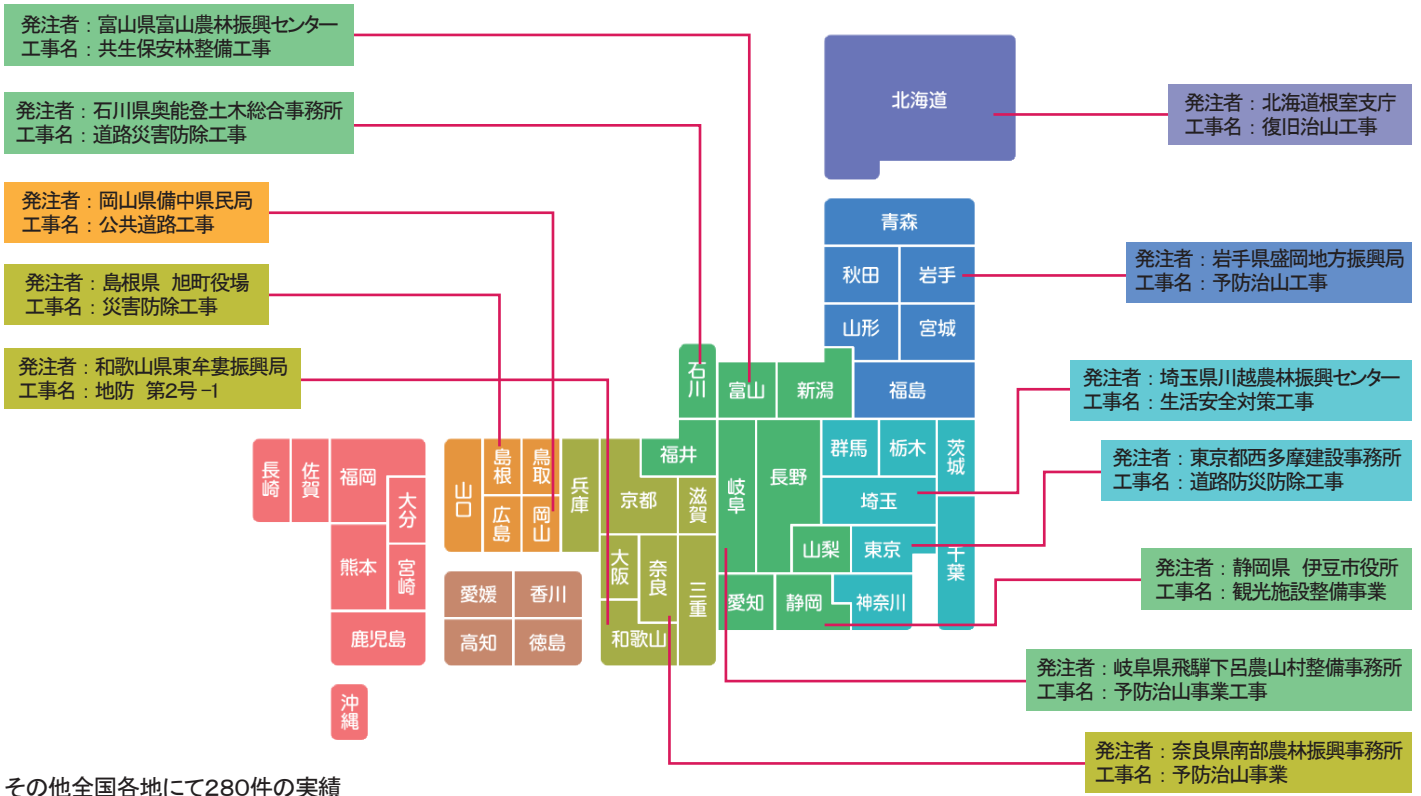 発注者：富山県富山農林振興センター
工事名：共生保安林整備工事
発注者：石川県奥能登土木総合事務所
工事名：道路災害防除工事
発注者：岡山県備中県民局
工事名：公共道路工事
発注者：島根県 旭町役場
工事名：災害防除工事
発注者：和歌山県東牟婁振興局
工事名：地防 第2号-1
発注者：北海道根室支庁
工事名：復旧治山工事
発注者：岩手県盛岡地方振興局
工事名：予防治山工事
発注者：埼玉県川越農林振興センター
工事名：生活安全対策工事
発注者：東京都西多摩建設事務所
工事名：道路防災防除工事
発注者：静岡県 伊豆市役所
工事名：観光施設整備事業
発注者：岐阜県飛騨下呂農山村整備事務所
工事名：予防治山事業工事
発注者：奈良県南部農林振興事務所
工事名：予防治山事業
北海道
青森
秋田
岩手
山形
宮城
石川
富山
新潟
福島
福井
岐阜
長野
群馬
栃木
茨城
埼玉
山梨
東京
千葉
愛知
静岡
神奈川
長崎
佐賀
福岡
大分
熊本
宮崎
鹿児島
沖縄
山口
島根
鳥取
広島
岡山
兵庫
京都
滋賀
大阪
奈良
三重
和歌山
愛媛
香川
高知
徳島
その他全国各地にて280件の実績